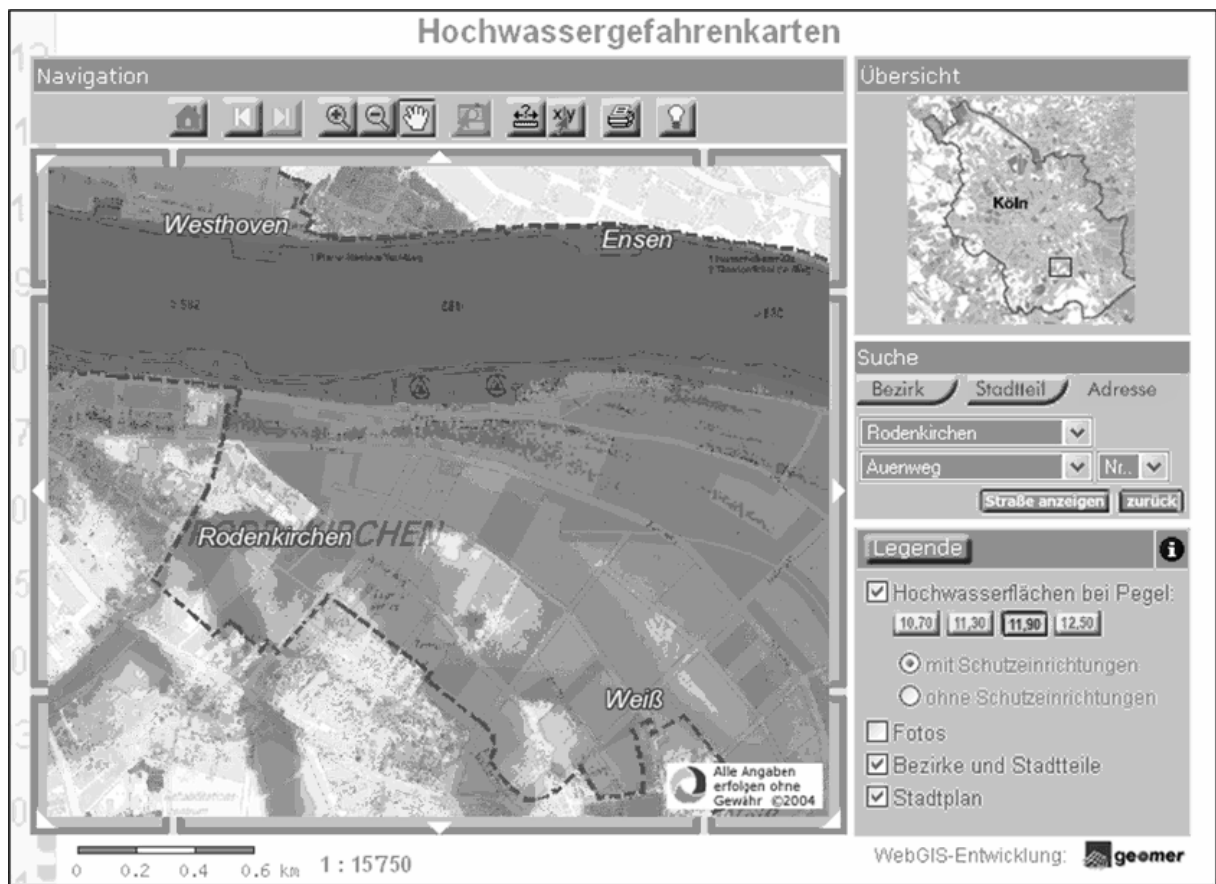 Hochwassergefahrenkarten
Navigation
Westhoven
Ensen
Rodenkirchen
Weiß
Alle Angaben
erfolgen ohne
Gewähr ©2004
0 0.2 0.4 0.6 km 1 : 15750
Übersicht
Köln
Suche
Bezirk Stadtteil Adresse
Rodenkirchen
Auenweg Nr..
Straße anzeigen zurück
Legende
Hochwasserflächen bei Pegel:
10,70 11,30 11,90 12,50
mit Schutzeinrichtungen
ohne Schutzeinrichtungen
Fotos
Bezirke und Stadtteile
Stadtplan
WebGIS-Entwicklung: geomer